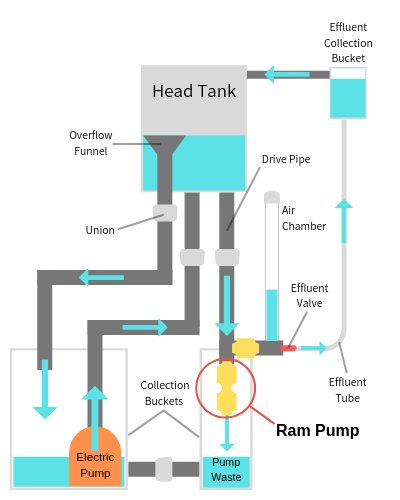 Effluent
Collection
Bucket
Head Tank
Overflow
Funnel
Drive Pipe
Union
Air
Chamber
Effluent
Valve
Collection
Buckets
Effluent
Tube
Ram Pump
Electric
Pump
Pump
Waste